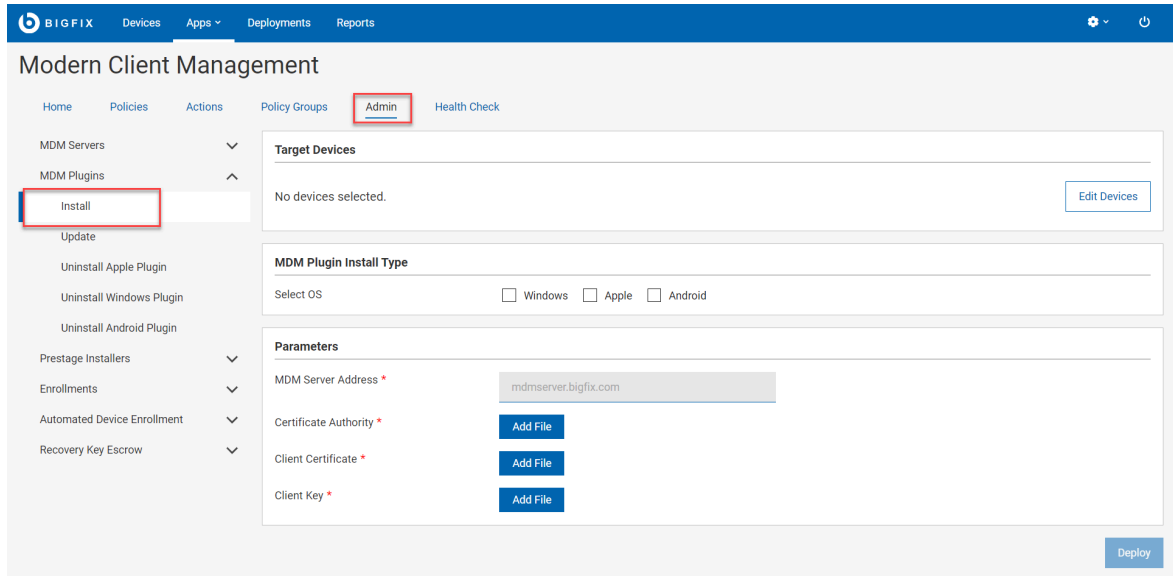 BIGFIX Devices Apps Deployments Reports
Modern Client Management
Home Policies Actions Policy Groups Admin Health Check
MDM Servers
MDM Plugins
Install
Update
Uninstall Apple Plugin
Uninstall Windows Plugin
Uninstall Android Plugin
Prestage Installers
Enrollments
Automated Device Enrollment
Recovery Key Escrow
Target Devices
No devices selected. Edit Devices
MDM Plugin Install Type
Select OS Windows Apple Android
Parameters
MDM Server Address * mdmserver.bigfix.com
Certificate Authority * Add File
Client Certificate * Add File
Client Key * Add File
Deploy